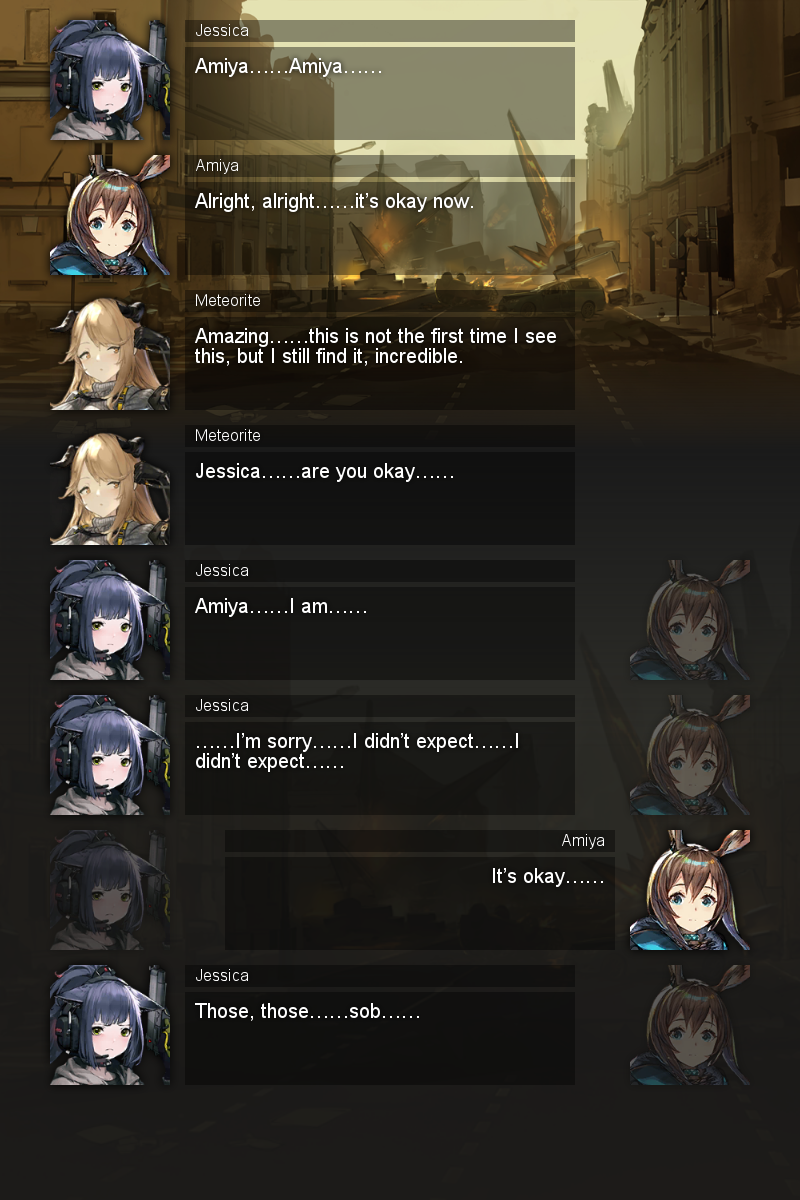 Jessica
Amiya……Amiya……
Amiya
Alright, alright……it's okay now.
Meteorite
Amazing……this is not the first time I see
this, but I still find it, incredible.
Meteorite
Jessica……are you okay……
Jessica
Amiya……I am……
Jessica
……I'm sorry……I didn't expect……I
didn't expect……
Amiya
It's okay……
Jessica
Those, those……sob……